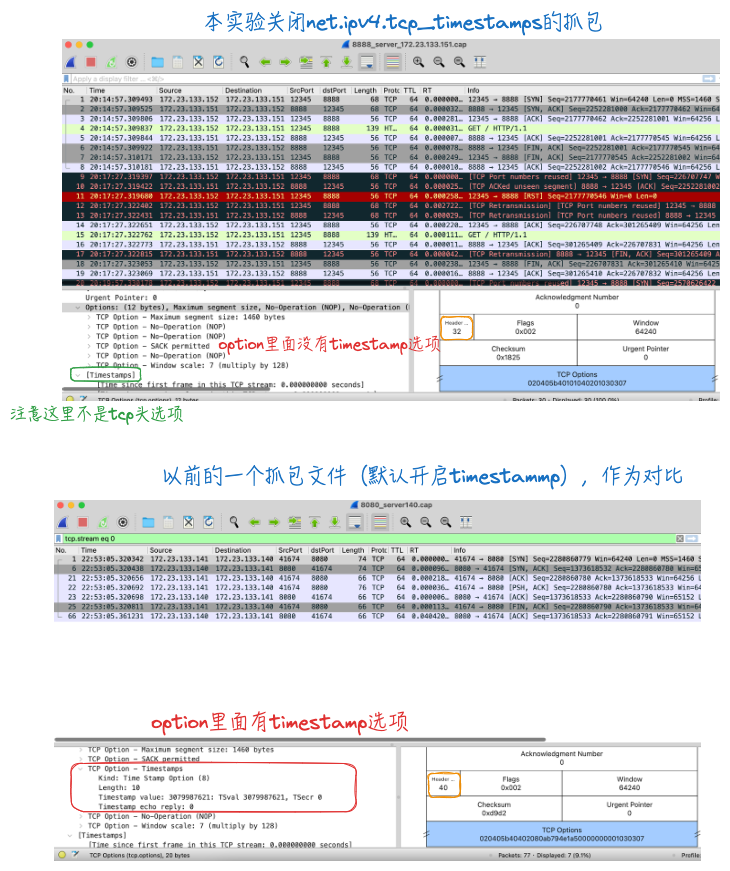 本实验关闭net.ipv4.tcp_timestamps的抓包
8888_server_172.23.133.151.cap
Apply a display filter ... <⌘/>
No. Time Source Destination SrcPort dstPort Length Protc TTL RT Info
1 20:14:57.309493 172.23.133.152 172.23.133.151 12345 8888 68 TCP 64 0.000000… 12345 → 8888 [SYN] Seq=2177770461 Win=64240 Len=0 MSS=1460 S
2 20:14:57.309525 172.23.133.151 172.23.133.152 8888 12345 68 TCP 64 0.000032… 8888 → 12345 [SYN, ACK] Seq=2252281000 Ack=2177770462 Win=6
3 20:14:57.309806 172.23.133.152 172.23.133.151 12345 8888 56 TCP 64 0.000281… 12345 → 8888 [ACK] Seq=2177770462 Ack=2252281001 Win=64256
4 20:14:57.309837 172.23.133.152 172.23.133.151 12345 8888 139 HT… 64 0.000031… GET / HTTP/1.1
5 20:14:57.309844 172.23.133.151 172.23.133.152 8888 12345 56 TCP 64 0.000007… 8888 → 12345 [ACK] Seq=2252281001 Ack=2177770545 Win=64256
6 20:14:57.309922 172.23.133.152 172.23.133.151 12345 8888 56 TCP 64 0.000078… 12345 → 8888 [FIN, ACK] Seq=2177770545 Ack=2252281001 Win=6
7 20:14:57.310171 172.23.133.151 172.23.133.152 8888 12345 56 TCP 64 0.000249… 8888 → 12345 [FIN, ACK] Seq=2252281001 Ack=2177770546 Win=6
8 20:14:57.310181 172.23.133.152 172.23.133.151 12345 8888 56 TCP 64 0.000010… 12345 → 8888 [ACK] Seq=2177770546 Ack=2252281002 Win=64256
9 20:17:27.319397 172.23.133.152 172.23.133.151 12345 8888 68 TCP 64 [TCP Port numbers reused] 12345 → 8888 [SYN] Seq=226707747 W
10 20:17:27.319422 172.23.133.151 172.23.133.152 8888 12345 56 TCP 64 0.000025… [TCP ACKed unseen segment] 8888 → 12345 [ACK] Seq=2252281002
11 20:17:27.319680 172.23.133.152 172.23.133.151 12345 8888 56 TCP 64 0.000258… 12345 → 8888 [RST] Seq=2177770546 Win=0 Len=0
12 20:17:27.322402 172.23.133.152 172.23.133.151 12345 8888 68 TCP 64 0.002722… [TCP Retransmission] [TCP Port numbers reused] 12345 → 8888
13 20:17:27.322431 172.23.133.151 172.23.133.152 8888 12345 68 TCP 64 0.000029… [TCP Retransmission] [TCP Port numbers reused] 8888 → 12345
14 20:17:27.322651 172.23.133.152 172.23.133.151 12345 8888 56 TCP 64 0.000220… 12345 → 8888 [ACK] Seq=226707748 Ack=301265409 Win=64256 Len
15 20:17:27.322762 172.23.133.152 172.23.133.151 12345 8888 139 HT… 64 0.000111… GET / HTTP/1.1
16 20:17:27.322773 172.23.133.151 172.23.133.152 8888 12345 56 TCP 64 0.000011… 8888 → 12345 [ACK] Seq=301265409 Ack=226707831 Win=64256 Len
17 20:17:27.322815 172.23.133.151 172.23.133.152 8888 12345 56 TCP 64 0.000042… [TCP Retransmission] 8888 → 12345 [FIN, ACK] Seq=301265409 A
18 20:17:27.323053 172.23.133.152 172.23.133.151 12345 8888 56 TCP 64 0.000238… 12345 → 8888 [FIN, ACK] Seq=226707831 Ack=301265410 Win=6425
19 20:17:27.323069 172.23.133.151 172.23.133.152 8888 12345 56 TCP 64 0.000016… 8888 → 12345 [ACK] Seq=301265410 Ack=226707832 Win=64256 Len
Urgent Pointer: 0
Options: (12 bytes), Maximum segment size, No-Operation (NOP), No-Operation (
TCP Option – Maximum segment size: 1460 bytes
TCP Option – No-Operation (NOP)
TCP Option – No-Operation (NOP)
TCP Option – SACK permitted
TCP Option – No-Operation (NOP)
TCP Option – Window scale: 7 (multiply by 128)
[Timestamps]
[Time since first frame in this TCP stream: 0.000000000 seconds]
option里面没有timestamp选项
Acknowledgment Number
0
Header ... 32
Flags 0x002
Window 64240
Checksum 0x1825
Urgent Pointer 0
TCP Options
020405b40101040201030307
TCP Options (tcp.options), 12 bytes Packets: 30 · Displayed: 30 (100.0%) Profile
注意这里不是tcp头选项
以前的一个抓包文件（默认开启timestammp），作为对比
8080_server140.cap
tcp.stream eq 0
No. Time Source Destination SrcPort dstPort Length Protc TTL RT Info
1 22:53:05.320342 172.23.133.141 172.23.133.140 41674 8080 74 TCP 64 0.000000… 41674 → 8080 [SYN] Seq=2280860779 Win=64240 Len=0 MSS=1460 S
6 22:53:05.320438 172.23.133.140 172.23.133.141 8080 41674 74 TCP 64 0.000096… 8080 → 41674 [SYN, ACK] Seq=1373618532 Ack=2280860780 Win=65
21 22:53:05.320656 172.23.133.141 172.23.133.140 41674 8080 66 TCP 64 0.000218… 41674 → 8080 [ACK] Seq=2280860780 Ack=1373618533 Win=64256 L
22 22:53:05.320692 172.23.133.141 172.23.133.140 41674 8080 76 TCP 64 0.000036… 41674 → 8080 [PSH, ACK] Seq=2280860780 Ack=1373618533 Win=64
23 22:53:05.320698 172.23.133.140 172.23.133.141 8080 41674 66 TCP 64 0.000006… 8080 → 41674 [ACK] Seq=1373618533 Ack=2280860790 Win=65152 L
25 22:53:05.320811 172.23.133.141 172.23.133.140 41674 8080 66 TCP 64 0.000113… 41674 → 8080 [FIN, ACK] Seq=2280860790 Ack=1373618533 Win=64
66 22:53:05.361231 172.23.133.140 172.23.133.141 8080 41674 66 TCP 64 0.040420… 8080 → 41674 [ACK] Seq=1373618533 Ack=2280860791 Win=65152 L
option里面有timestamp选项
TCP Option – Maximum segment size: 1460 bytes
TCP Option – SACK permitted
TCP Option – Timestamps
Kind: Time Stamp Option (8)
Length: 10
Timestamp value: 3079987621: TSval 3079987621, TSecr 0
Timestamp echo reply: 0
TCP Option – No-Operation (NOP)
TCP Option – Window scale: 7 (multiply by 128)
[Timestamps]
[Time since first frame in this TCP stream: 0.000000000 seconds]
Acknowledgment Number
0
Header ... 40
Flags 0x002
Window 64240
Checksum 0xd9d2
Urgent Pointer 0
TCP Options
020405b40402080ab794e1a50000000001030307
TCP Options (tcp.options), 20 bytes Packets: 77 · Displayed: 7 (9.1%) Profile